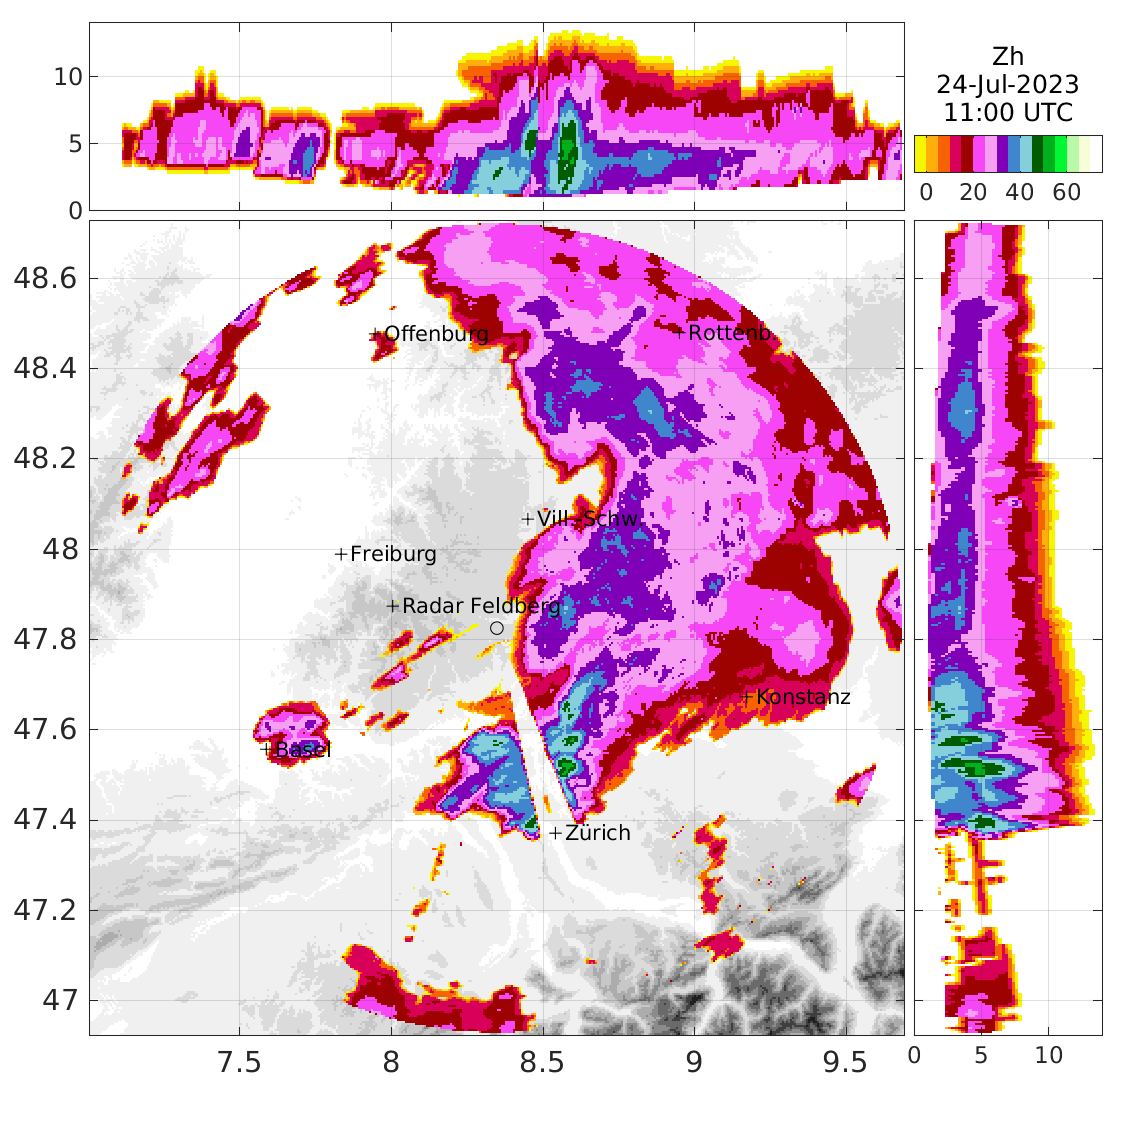 10
5
0
Zh
24-Jul-2023
11:00 UTC
0 20 40 60
48.6
48.4
48.2
48
47.8
47.6
47.4
47.2
47
+Offenburg
+Rottenb.
+Vill.-Schw.
+Freiburg
+Radar Feldberg
+Konstanz
+Basel
+Zürich
7.5 8 8.5 9 9.5
0 5 10